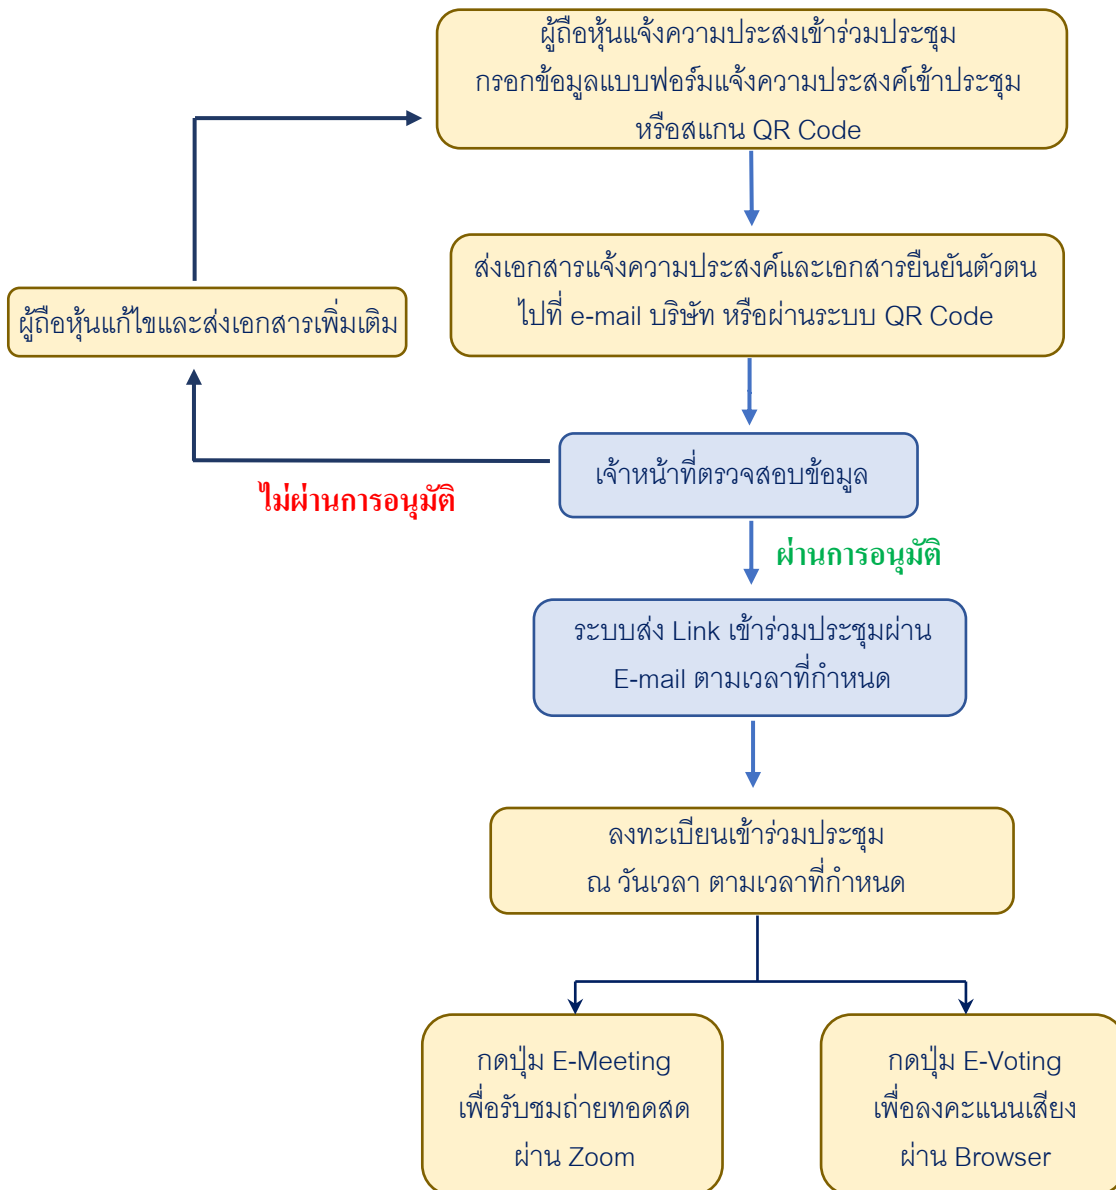 ผู้ถือหุ้นแจ้งความประสงเข้าร่วมประชุม
กรอกข้อมูลแบบฟอร์มแจ้งความประสงค์เข้าประชุม
หรือสแกน QR Code
ส่งเอกสารแจ้งความประสงค์และเอกสารยืนยันตัวตน
ไปที่ e-mail บริษัท หรือผ่านระบบ QR Code
ผู้ถือหุ้นแก้ไขและส่งเอกสารเพิ่มเติม
เจ้าหน้าที่ตรวจสอบข้อมูล
ไม่ผ่านการอนุมัติ
ผ่านการอนุมัติ
ระบบส่ง Link เข้าร่วมประชุมผ่าน
E-mail ตามเวลาที่กำหนด
ลงทะเบียนเข้าร่วมประชุม
ณ วันเวลา ตามเวลาที่กำหนด
กดปุ่ม E-Meeting
เพื่อรับชมถ่ายทอดสด
ผ่าน Zoom
กดปุ่ม E-Voting
เพื่อลงคะแนนเสียง
ผ่าน Browser